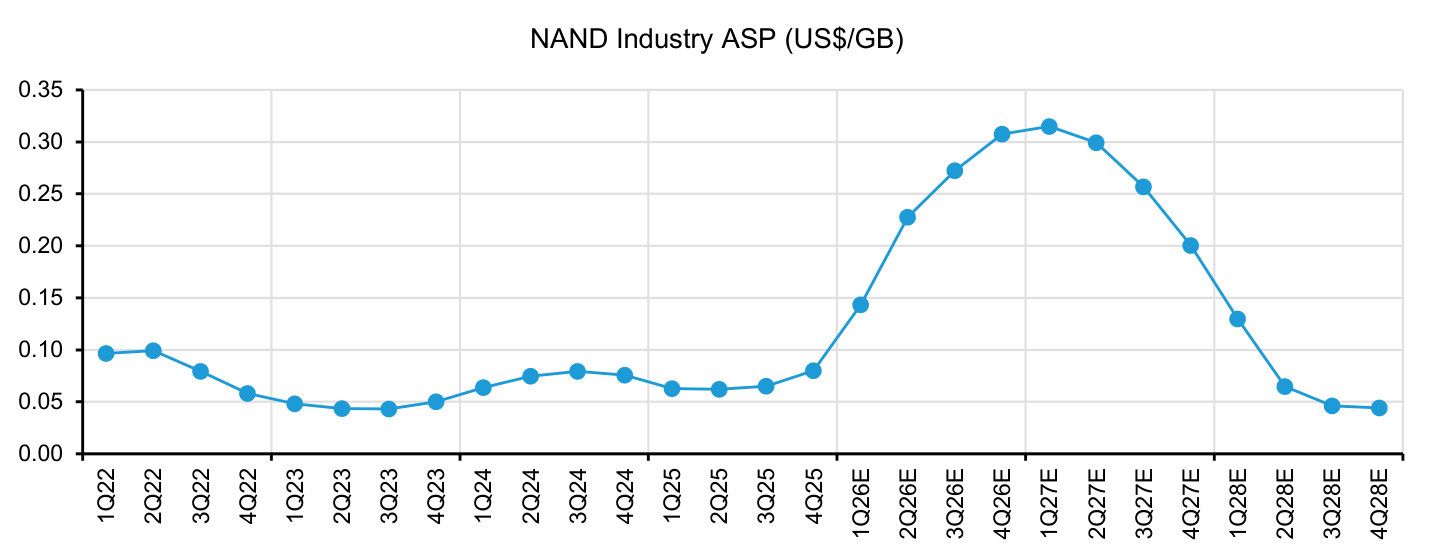 NAND Industry ASP (US$/GB)
0.35
0.30
0.25
0.20
0.15
0.10
0.05
0.00
1Q22
2Q22
3Q22
4Q22
1Q23
2Q23
3Q23
4Q23
1Q24
2Q24
3Q24
4Q24
1Q25
2Q25
3Q25
4Q25
1Q26E
2Q26E
3Q26E
4Q26E
1Q27E
2Q27E
3Q27E
4Q27E
1Q28E
2Q28E
3Q28E
4Q28E